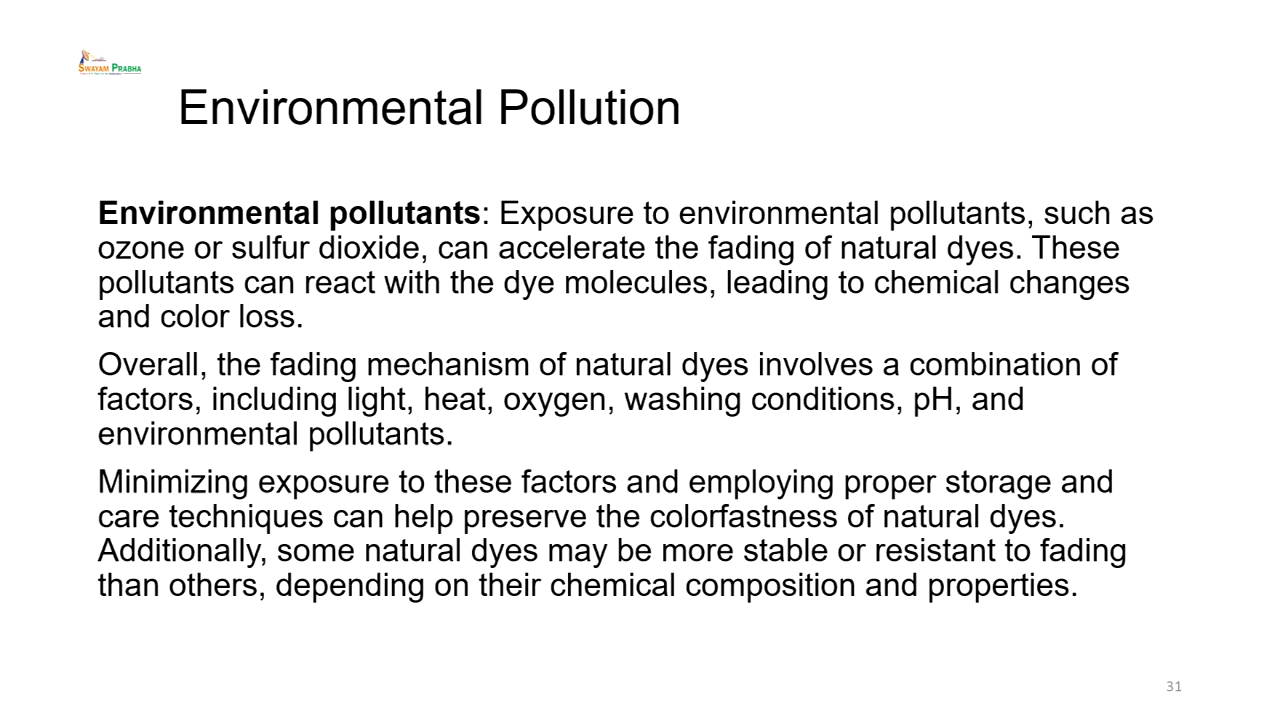 SWAYAM PRABHA
Environmental Pollution
Environmental pollutants: Exposure to environmental pollutants, such as
ozone or sulfur dioxide, can accelerate the fading of natural dyes. These
pollutants can react with the dye molecules, leading to chemical changes
and color loss.
Overall, the fading mechanism of natural dyes involves a combination of
factors, including light, heat, oxygen, washing conditions, pH, and
environmental pollutants.
Minimizing exposure to these factors and employing proper storage and
care techniques can help preserve the colorfastness of natural dyes.
Additionally, some natural dyes may be more stable or resistant to fading
than others, depending on their chemical composition and properties.
31